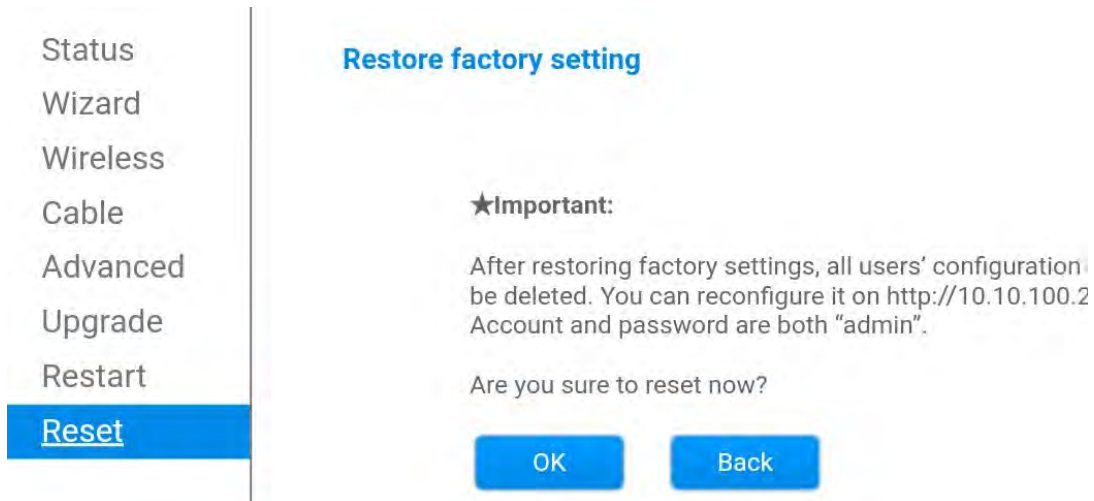 Status
Wizard
Wireless
Cable
Advanced
Upgrade
Restart
Reset
Restore factory setting
★Important:
After restoring factory settings, all users’ configuration
be deleted. You can reconfigure it on http://10.10.100.2
Account and password are both “admin”.
Are you sure to reset now?
OK
Back